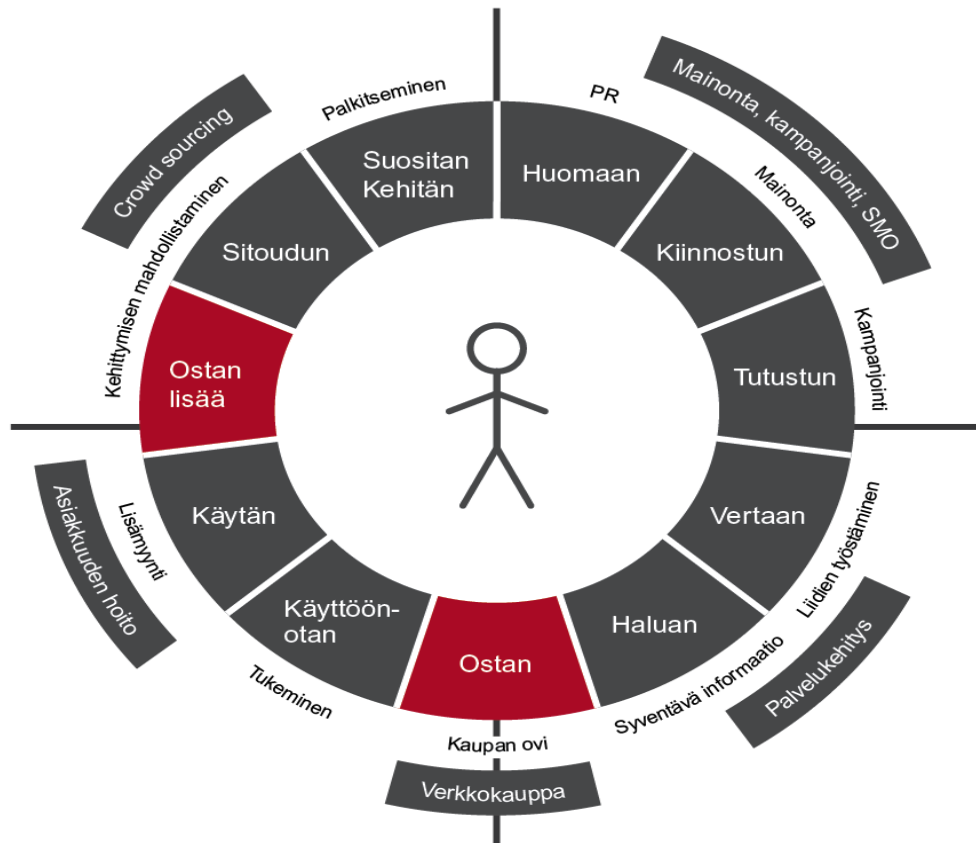 PR
Mainonta, kampanjointi, SMO
Huomaan
Mainonta
Kiinnostun
Kampanjointi
Tutustun
Vertaan
Liidien työstäminen
Palvelukehitys
Haluan
Syventävä informaatio
Ostan
Kaupan ovi
Verkkokauppa
Käyttöön-
otan
Tukeminen
Käytän
Lisämyynti
Asiakkuuden hoito
Ostan
lisää
Kehittymisen mahdollistaminen
Sitoudun
Crowd sourcing
Suositan
Kehitän
Palkitseminen